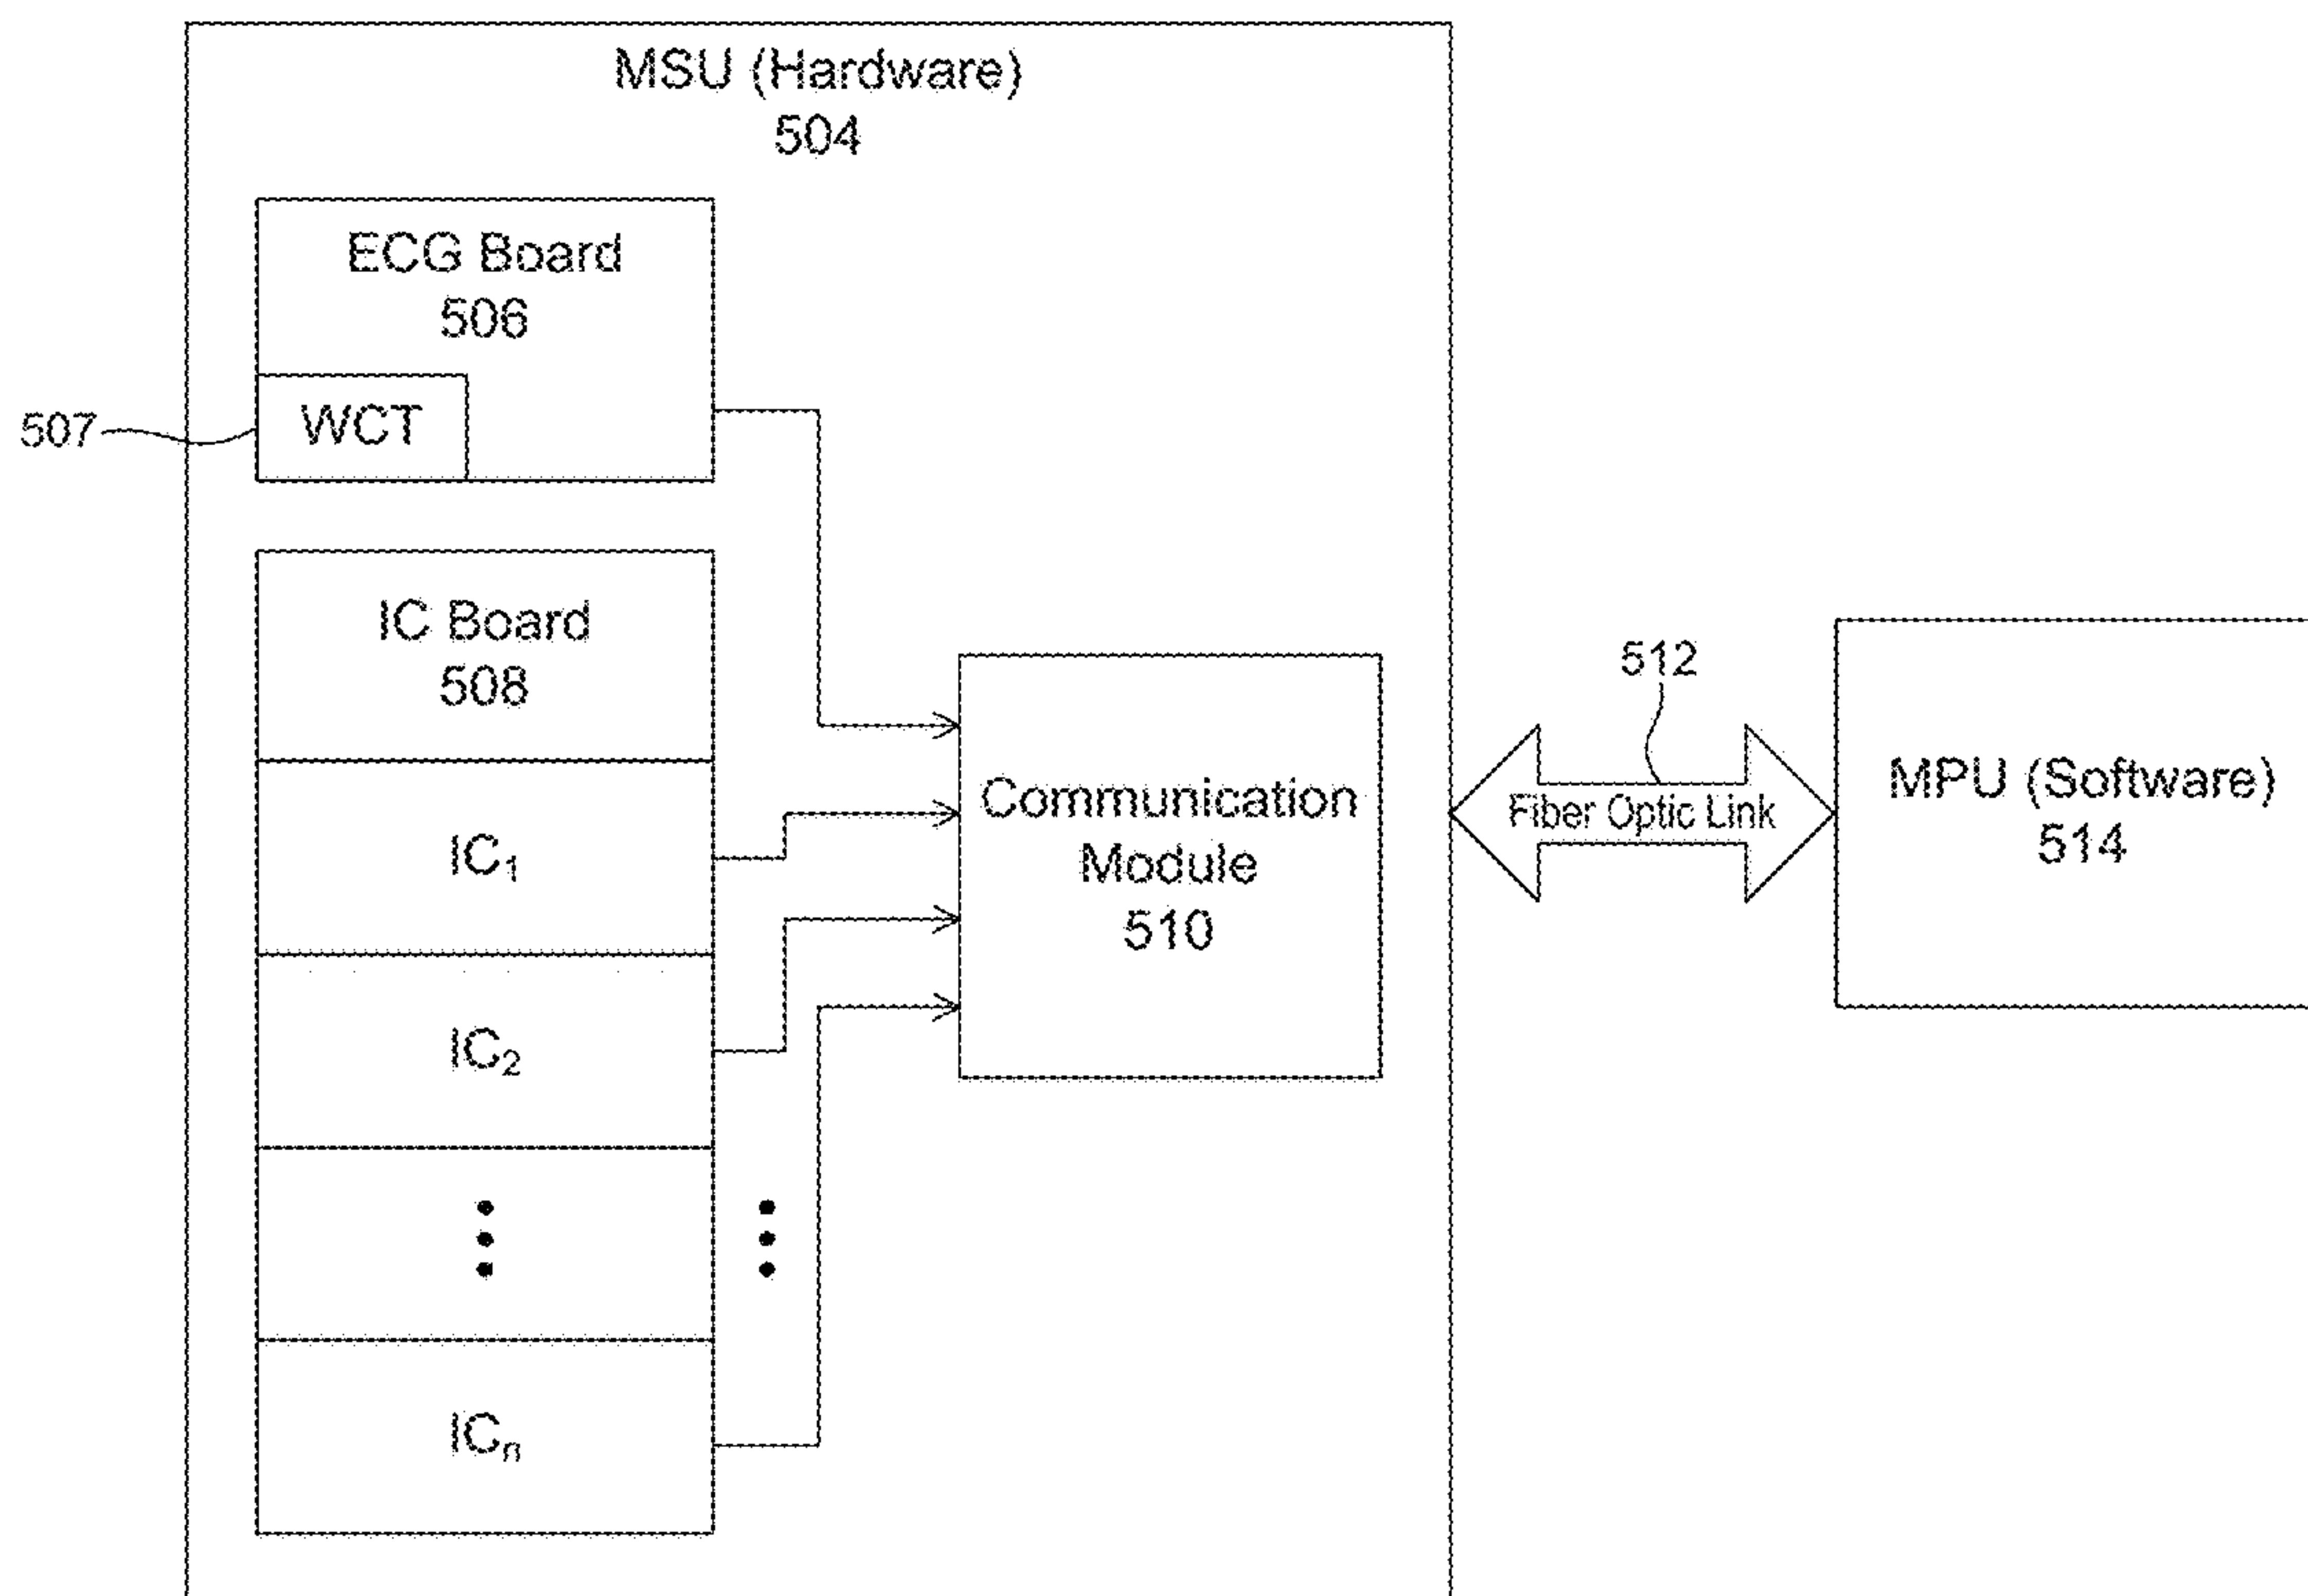 MSU (Hardware)
504
ECG Board
506
WCT
507
IC Board
508
IC₁
IC₂
ICₙ
Communication
Module
510
512
Fiber Optic Link
MPU (Software)
514